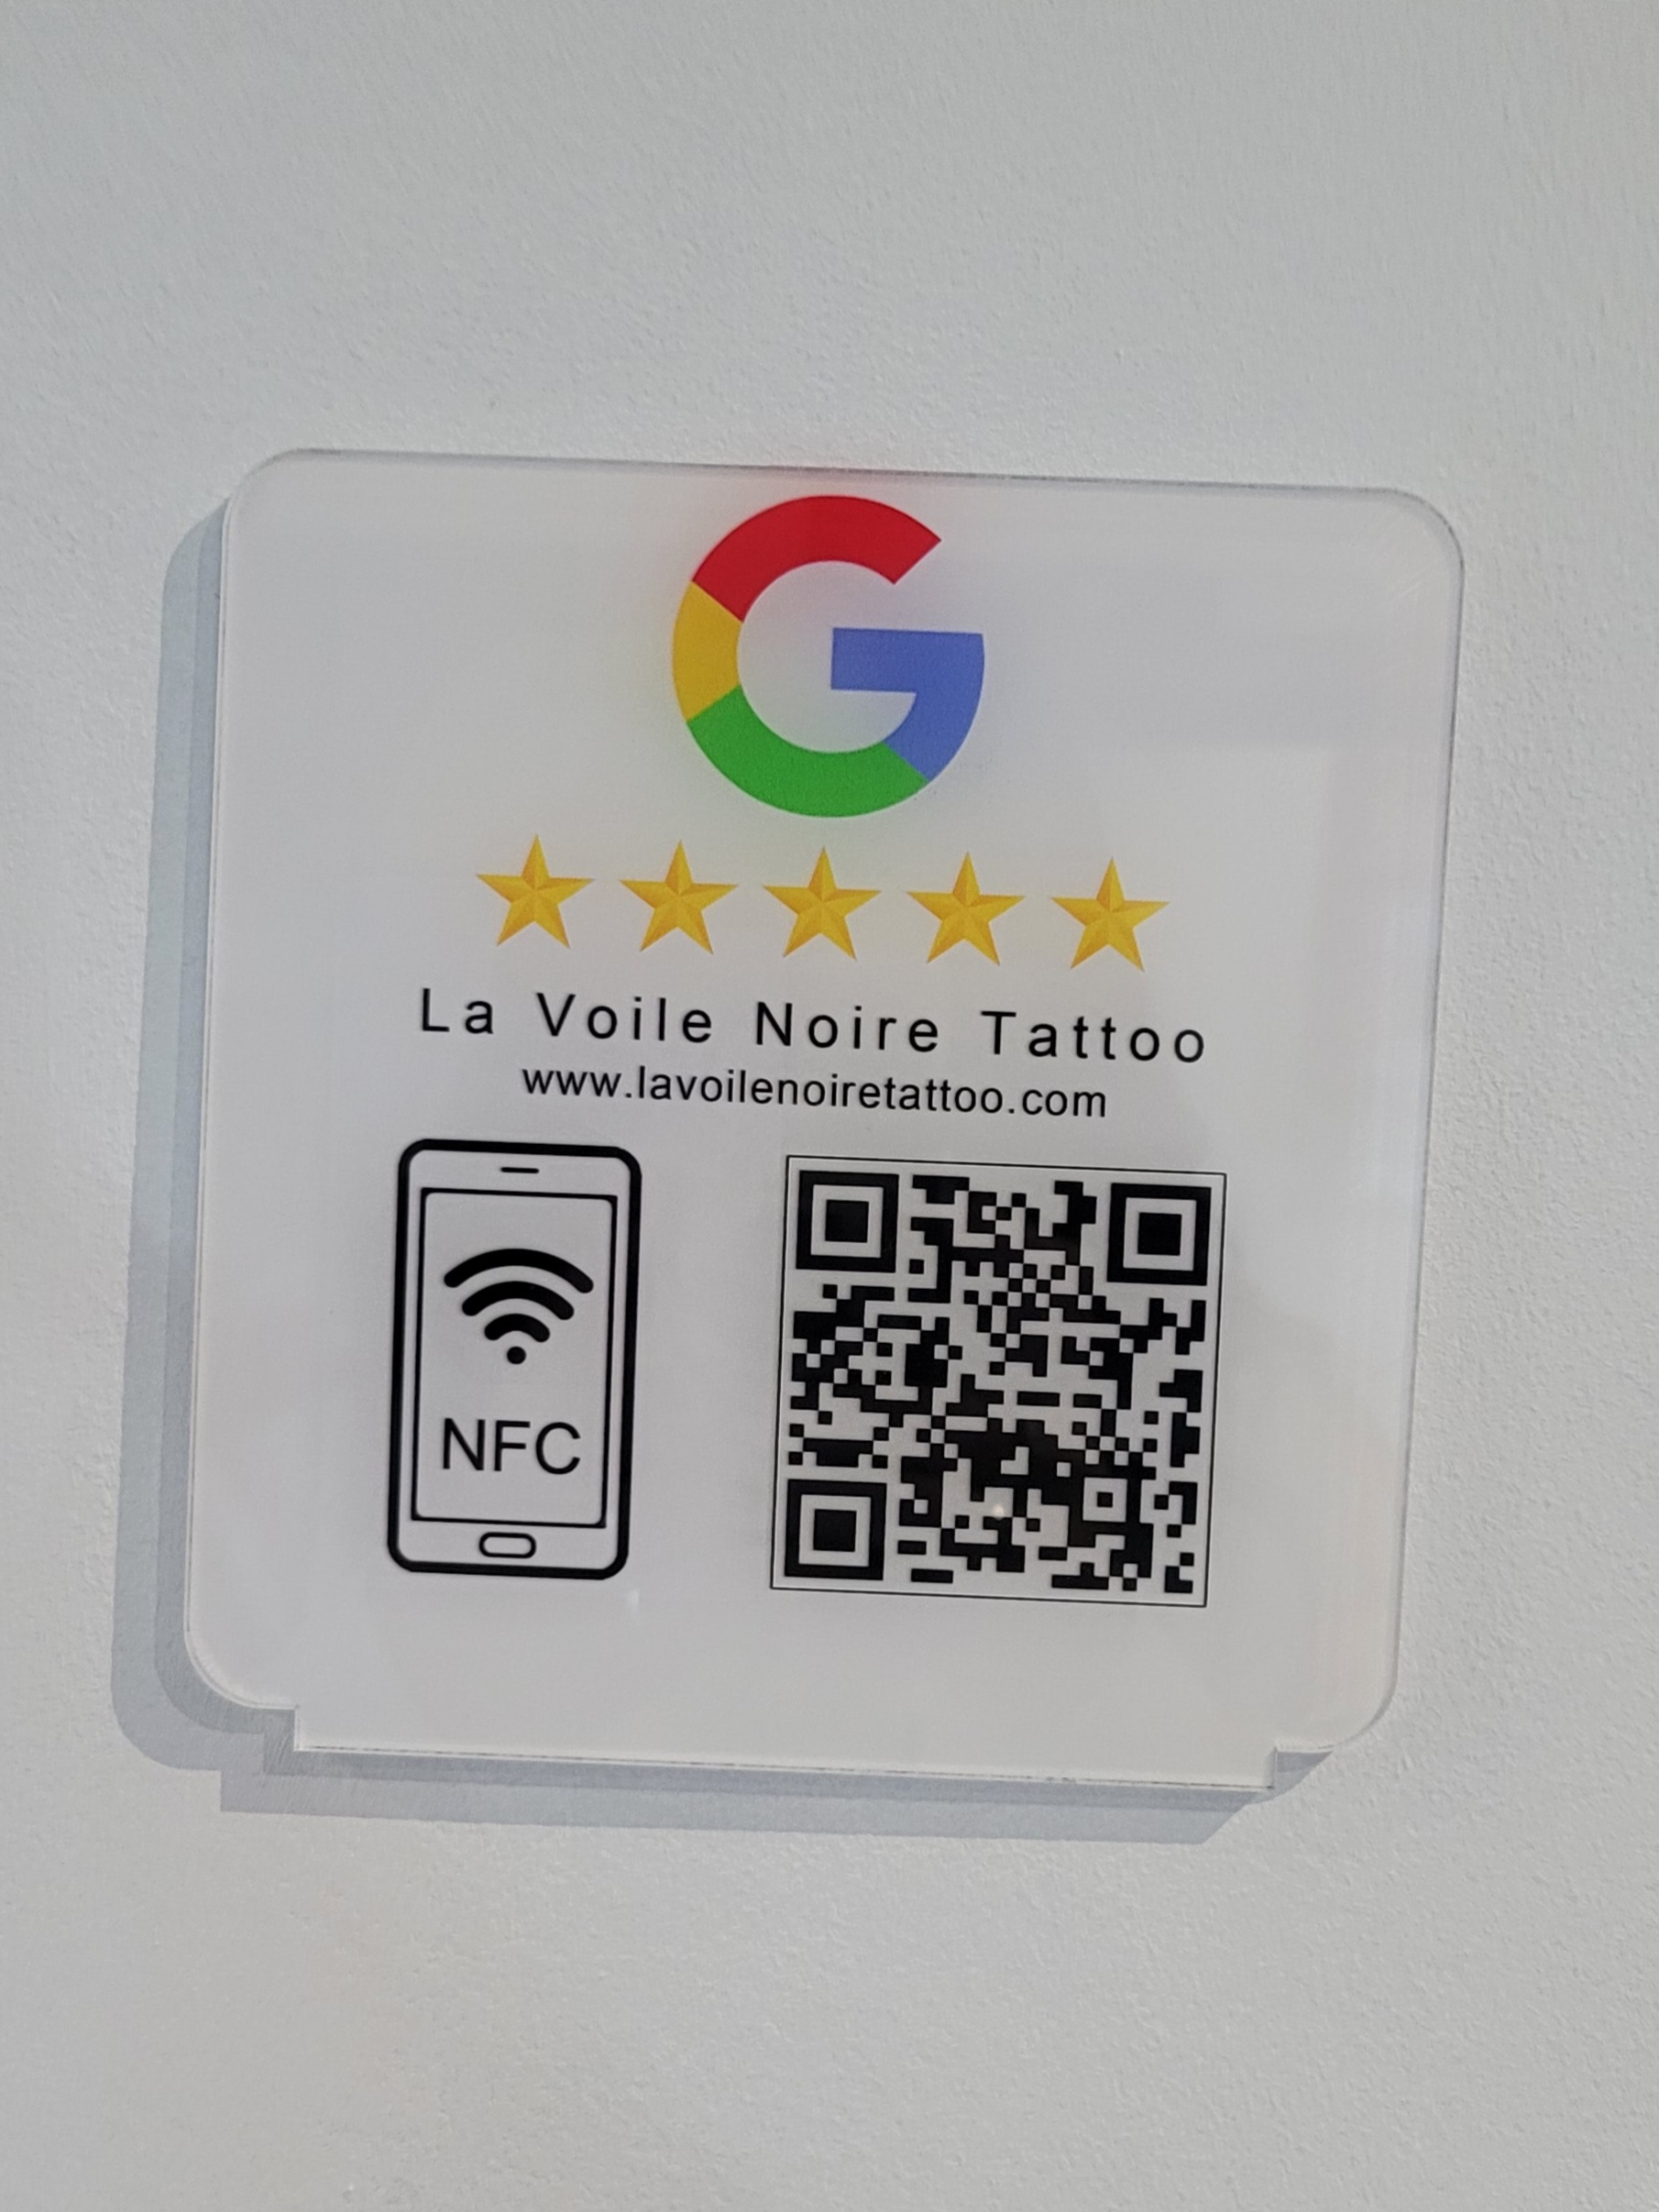 G
La Voile Noire Tattoo
www.lavoilenoiretattoo.com
NFC